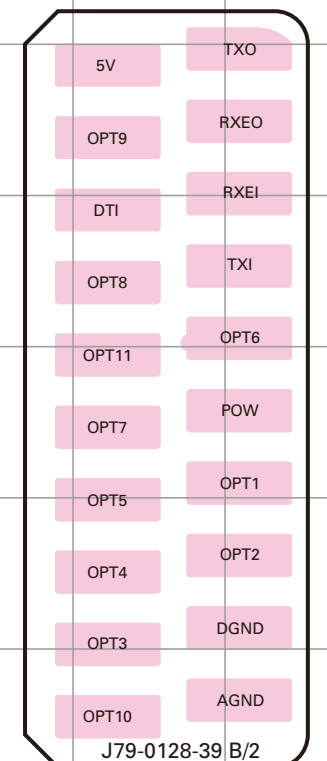 TXO
5V
RXEO
OPT9
RXEI
DTI
TXI
OPT8
OPT6
OPT11
POW
OPT7
OPT1
OPT5
OPT2
OPT4
DGND
OPT3
AGND
OPT10
J79-0128-39 B/2